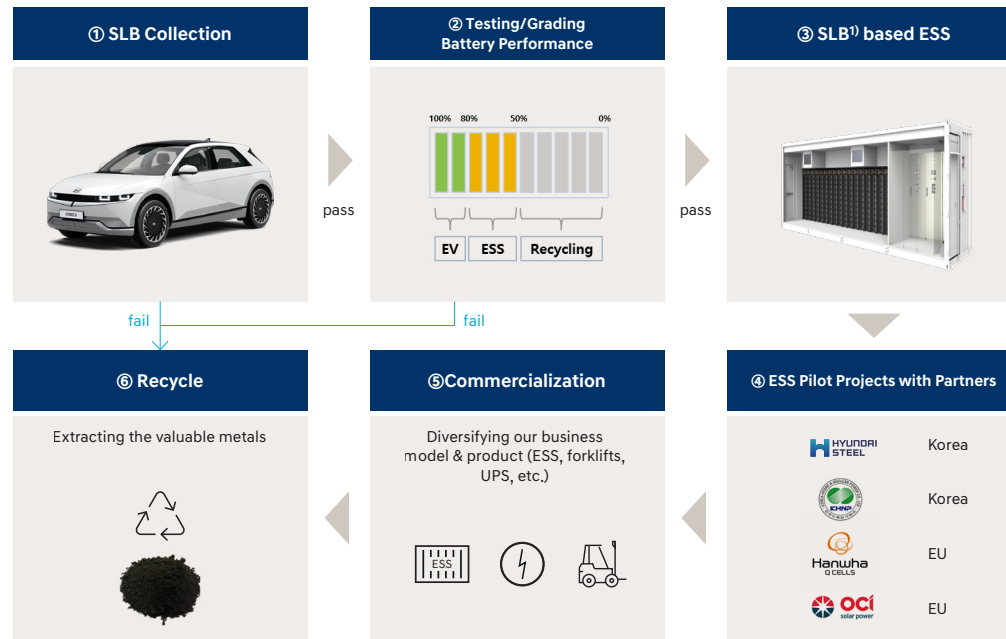 ① SLB Collection
② Testing/Grading
Battery Performance
③ SLB¹⁾ based ESS
100% 80% 50% 0%
EV ESS Recycling
pass
pass
fail
fail
⑥ Recycle
Extracting the valuable metals
⑤Commercialization
Diversifying our business
model & product (ESS, forklifts,
UPS, etc.)
ESS
④ ESS Pilot Projects with Partners
HYUNDAI
STEEL
Korea
KHNP
Korea
Hanwha
Q CELLS
EU
OCI
solar power
EU